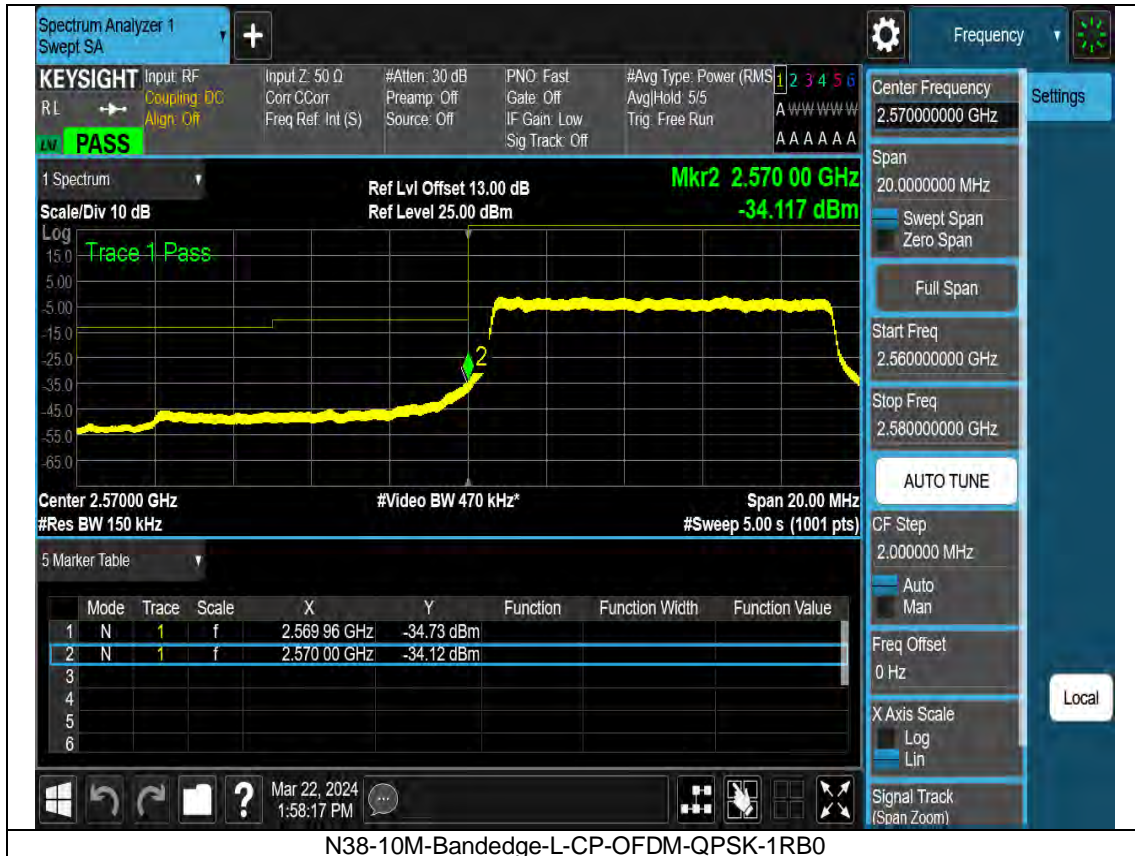 Spectrum Analyzer 1
Swept SA
+
Frequency
KEYSIGHT
Input: RF
Input Z: 50 Ω
#Atten: 30 dB
PNO: Fast
#Avg Type: Power (RMS
1 2 3 4 5 6
RL
Coupling: DC
Corr CCorr
Preamp: Off
Gate: Off
Avg|Hold: 5/5
A W W W W W
Align: Off
Freq Ref: Int (S)
Source: Off
IF Gain: Low
Trig: Free Run
Sig Track: Off
A A A A A A
PASS
1 Spectrum
Ref Lvl Offset 13.00 dB
Mkr2 2.570 00 GHz
Scale/Div 10 dB
Ref Level 25.00 dBm
-34.117 dBm
Log
Trace 1 Pass
15.0
5.00
-5.00
-15.0
-25.0
-35.0
-45.0
-55.0
-65.0
2
Center 2.57000 GHz
#Video BW 470 kHz*
Span 20.00 MHz
#Res BW 150 kHz
#Sweep 5.00 s (1001 pts)
5 Marker Table
Mode Trace Scale X Y Function Function Width Function Value
1 N 1 f 2.569 96 GHz -34.73 dBm
2 N 1 f 2.570 00 GHz -34.12 dBm
3
4
5
6
Mar 22, 2024
1:58:17 PM
?
Center Frequency
2.570000000 GHz
Settings
Span
20.0000000 MHz
Swept Span
Zero Span
Full Span
Start Freq
2.560000000 GHz
Stop Freq
2.580000000 GHz
AUTO TUNE
CF Step
2.000000 MHz
Auto
Man
Freq Offset
0 Hz
Local
X Axis Scale
Log
Lin
Signal Track
(Span Zoom)
N38-10M-Bandedge-L-CP-OFDM-QPSK-1RB0